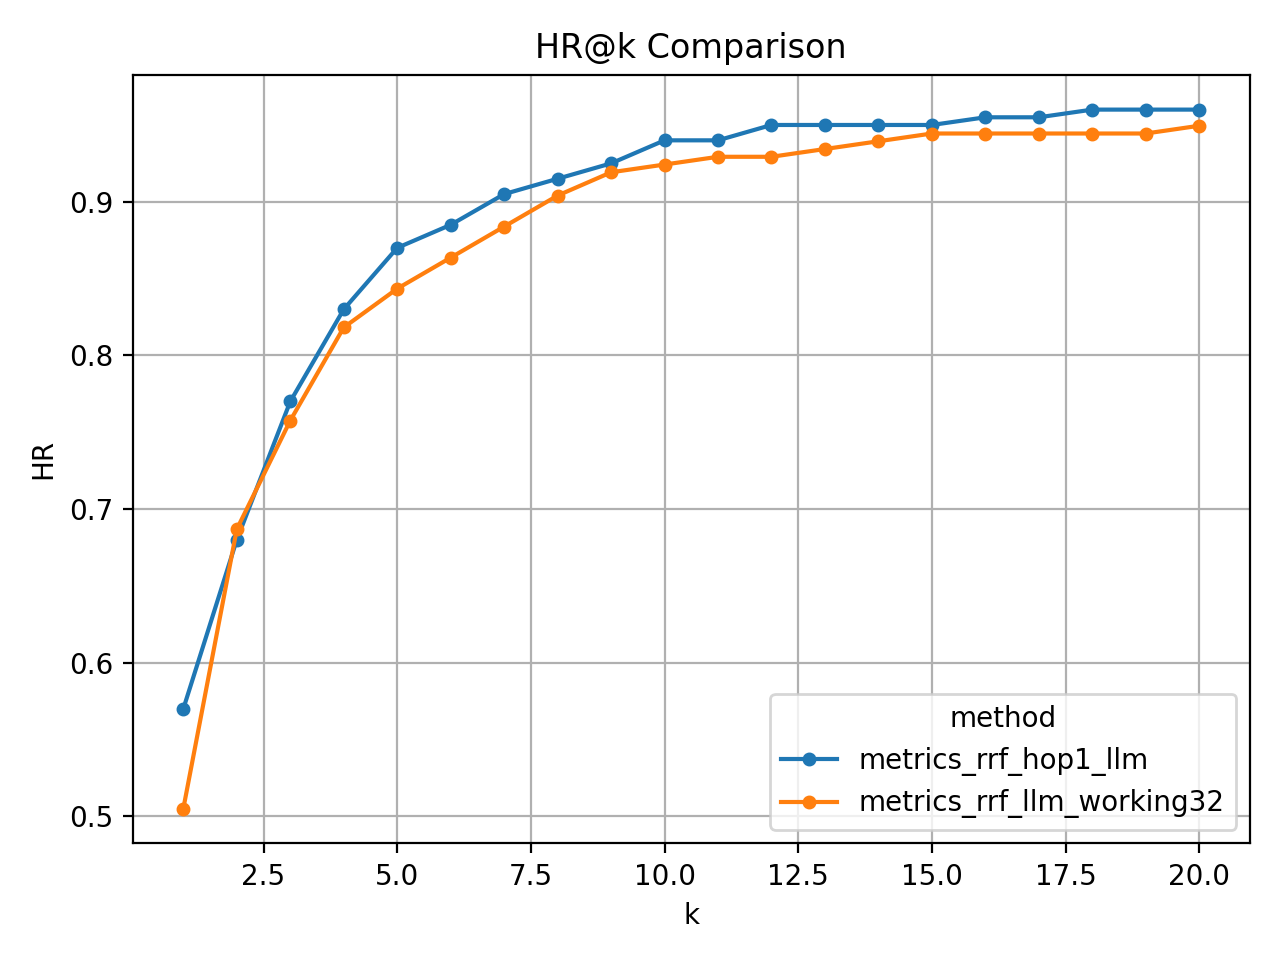 HR@k Comparison
HR
0.9
0.8
0.7
0.6
0.5
2.5 5.0 7.5 10.0 12.5 15.0 17.5 20.0
k
method
metrics_rrf_hop1_llm
metrics_rrf_llm_working32